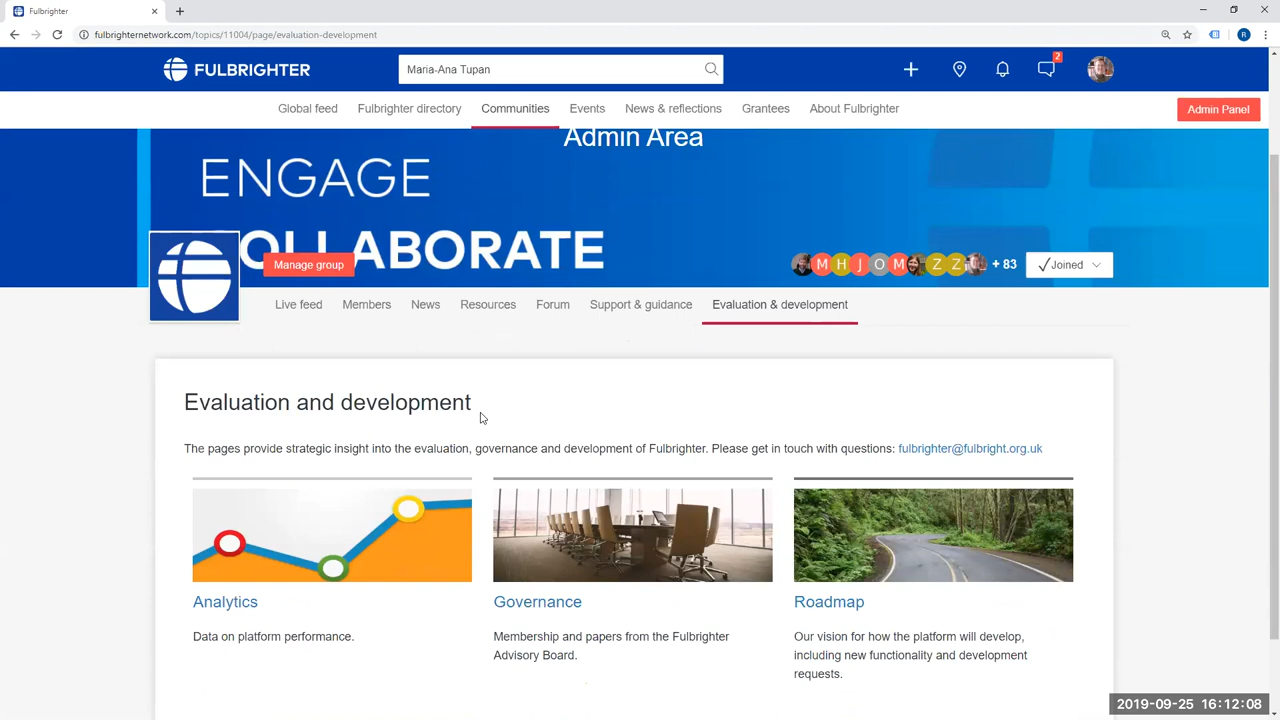 Fulbrighter
fulbrighternetwork.com/topics/11004/page/evaluation-development
R
FULBRIGHTER
Maria-Ana Tupan
2
Global feed
Fulbrighter directory
Communities
Events
News & reflections
Grantees
About Fulbrighter
Admin Panel
Admin Area
ENGAGE
COLLABORATE
Manage group
M H J O M Z Z
+ 83
Joined
Live feed
Members
News
Resources
Forum
Support & guidance
Evaluation & development
Evaluation and development
The pages provide strategic insight into the evaluation, governance and development of Fulbrighter. Please get in touch with questions: fulbrighter@fulbright.org.uk
Analytics
Data on platform performance.
Governance
Membership and papers from the Fulbrighter
Advisory Board.
Roadmap
Our vision for how the platform will develop,
including new functionality and development
requests.
2019-09-25 16:12:08